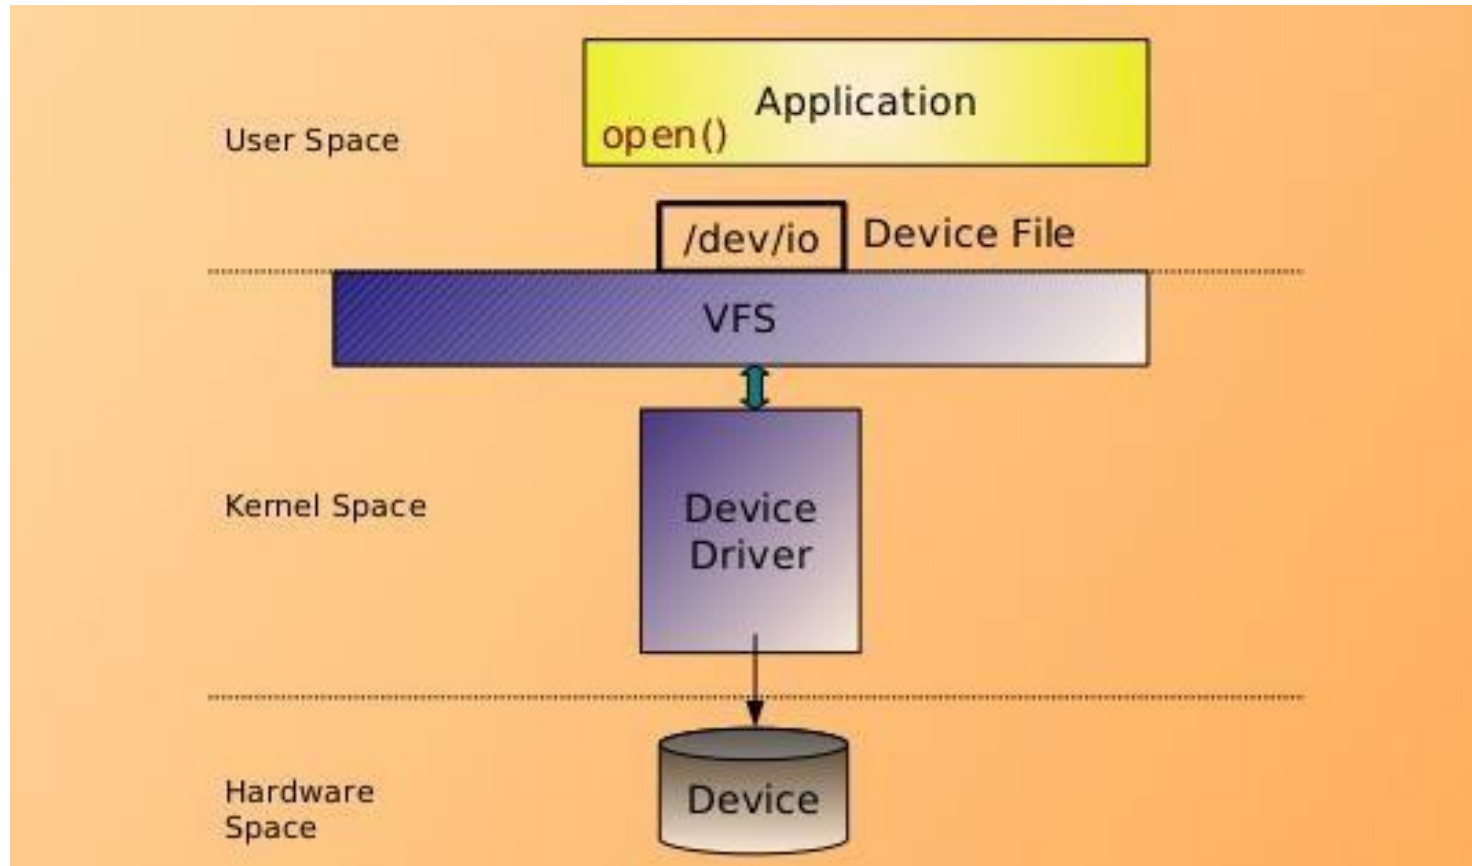 Application
open()
User Space
/dev/io
Device File
VFS
Kernel Space
Device
Driver
Hardware
Space
Device